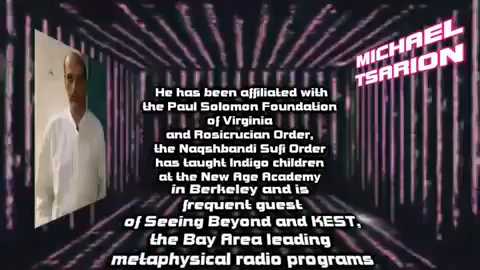 MICHAEL
TSARION
He has been affiliated with
the Paul Solomon Foundation
of Virginia
and Rosicrucian Order,
the Naqshbandi Sufi Order
has taught Indigo children
at the New Age Academy
in Berkeley and is
frequent guest
of Seeing Beyond and KEST,
the Bay Area leading
metaphysical radio programs